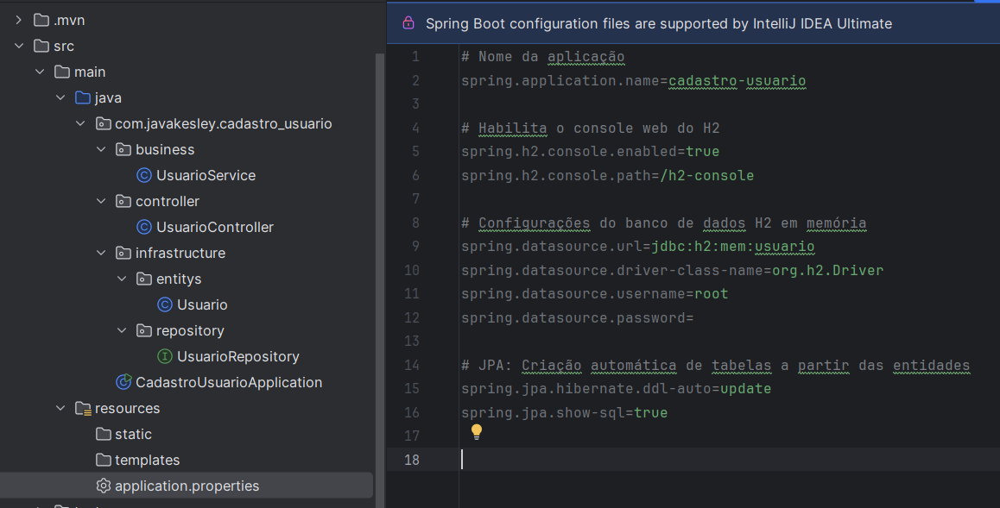 .mvn
src
main
java
com.javakesley.cadastro_usuario
business
UsuarioService
controller
UsuarioController
infrastructure
entitys
Usuario
repository
UsuarioRepository
CadastroUsuarioApplication
resources
static
templates
application.properties
Spring Boot configuration files are supported by IntelliJ IDEA Ultimate
1 # Nome da aplicação
2 spring.application.name=cadastro-usuario
3
4 # Habilita o console web do H2
5 spring.h2.console.enabled=true
6 spring.h2.console.path=/h2-console
7
8 # Configurações do banco de dados H2 em memória
9 spring.datasource.url=jdbc:h2:mem:usuario
10 spring.datasource.driver-class-name=org.h2.Driver
11 spring.datasource.username=root
12 spring.datasource.password=
13
14 # JPA: Criação automática de tabelas a partir das entidades
15 spring.jpa.hibernate.ddl-auto=update
16 spring.jpa.show-sql=true
17
18